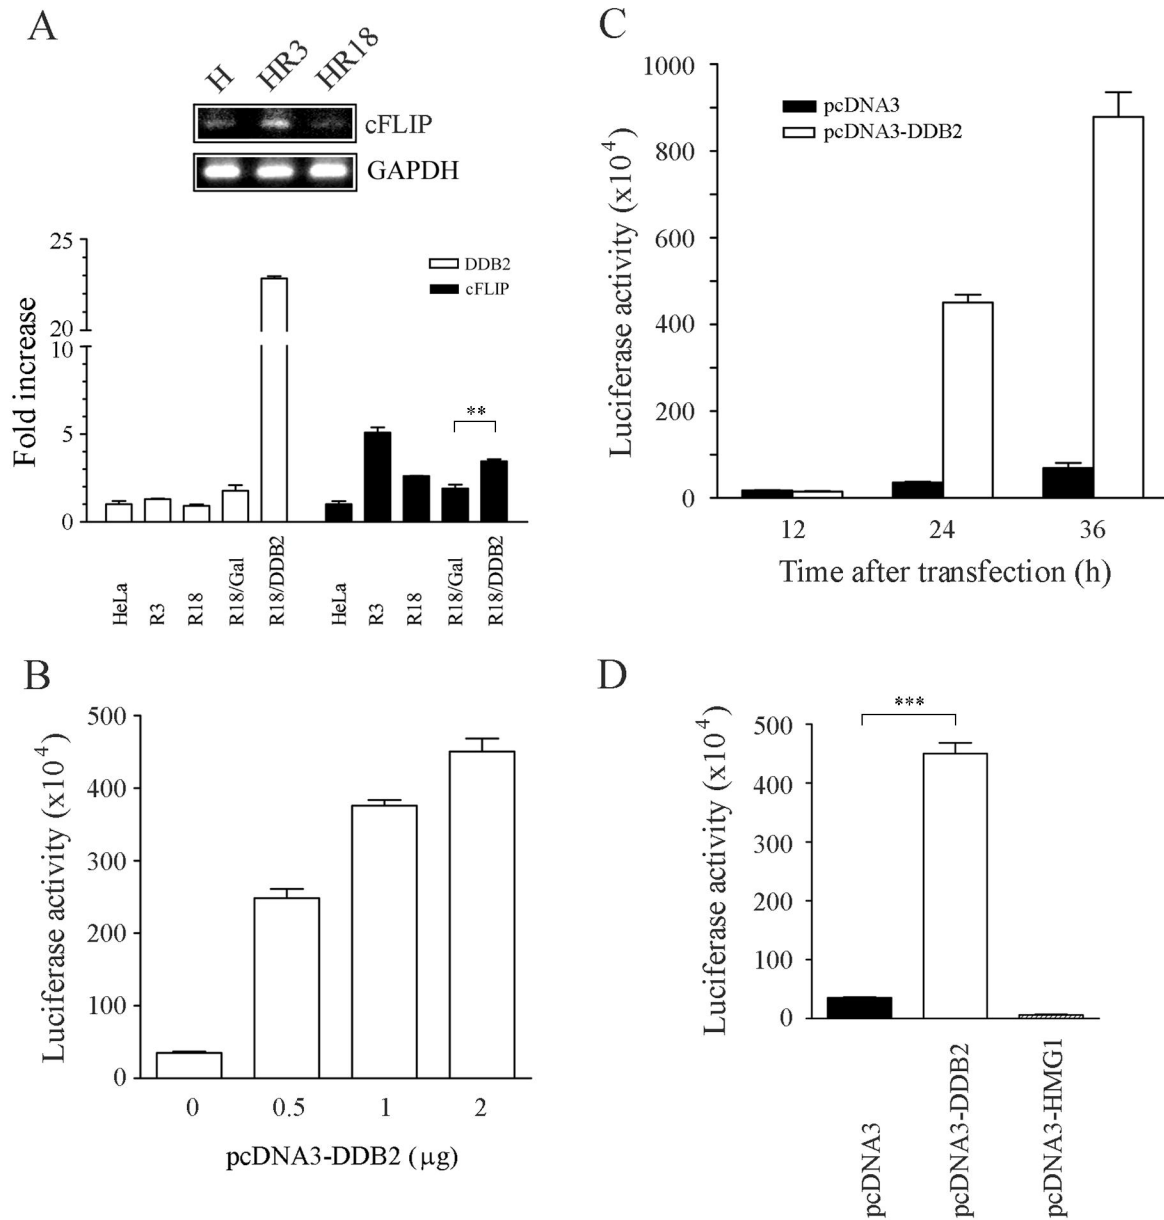 A
H HR3 HR18
cFLIP
GAPDH
Fold increase
25
20
10
5
0
DDB2
cFLIP
**
HeLa R3 R18 R18/Gal R18/DDB2 HeLa R3 R18 R18/Gal R18/DDB2
B
Luciferase activity (x10⁴)
500
400
300
200
100
0
0 0.5 1 2
pcDNA3-DDB2 (µg)
C
Luciferase activity (x10⁴)
1000
800
600
400
200
0
pcDNA3
pcDNA3-DDB2
12 24 36
Time after transfection (h)
D
Luciferase activity (x10⁴)
500
400
300
200
100
0
***
pcDNA3 pcDNA3-DDB2 pcDNA3-HMG1